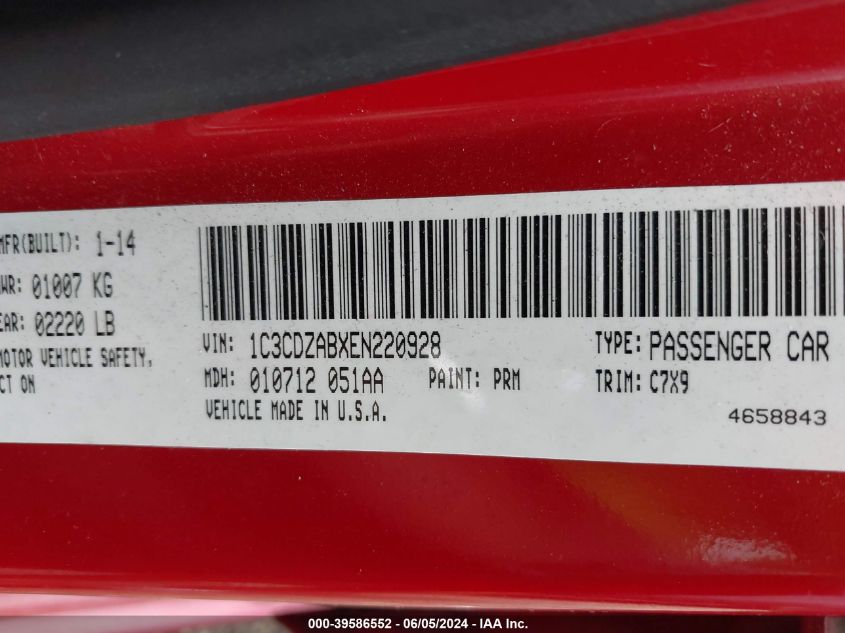 MFR(BUILT): 1-14
WR: 01007 KG
EAR: 02220 LB
MOTOR VEHICLE SAFETY,
CT ON
VIN: 1C3CDZABXEN220928 TYPE: PASSENGER CAR
MDH: 010712 051AA PAINT: PRM TRIM: C7X9
VEHICLE MADE IN U.S.A.
4658843
000-39586552 - 06/05/2024 - IAA Inc.